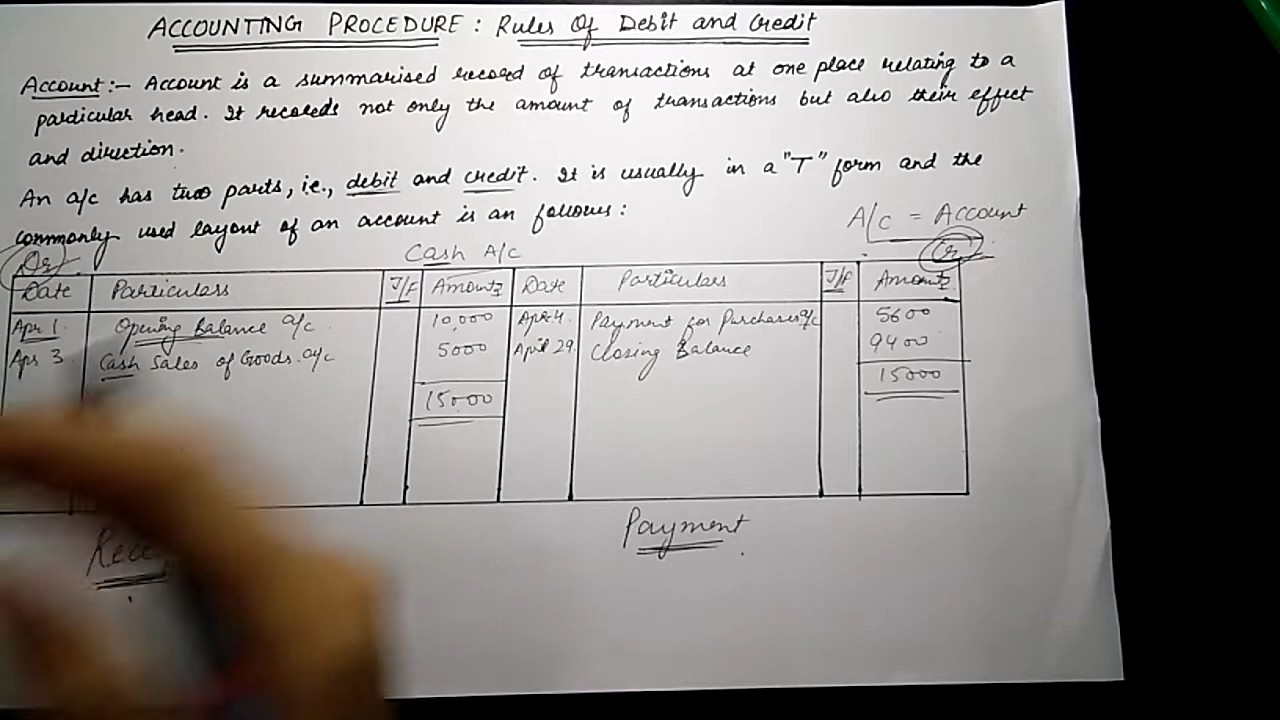 ACCOUNTING PROCEDURE : Rules Of Debit and Credit
Account :- Account is a summarised record of transactions at one place relating to a
particular head. It records not only the amount of transactions but also their effect
and direction.
An a/c has two parts, i.e., debit and credit. It is usually in a "T" form and the
commonly used layout of an account is an follows :
A/c = Account
Dr Cash A/c Cr
Date Particulars J/F Amount₹ Date Particulars J/F Amount₹
Apr 1. Opening Balance a/c 10,000 Apr 4. Payment for Purchases a/c 5600
Apr 3 Cash Sales of Goods. a/c 5000 April 29. Closing Balance 9400
15000 15000
Payment